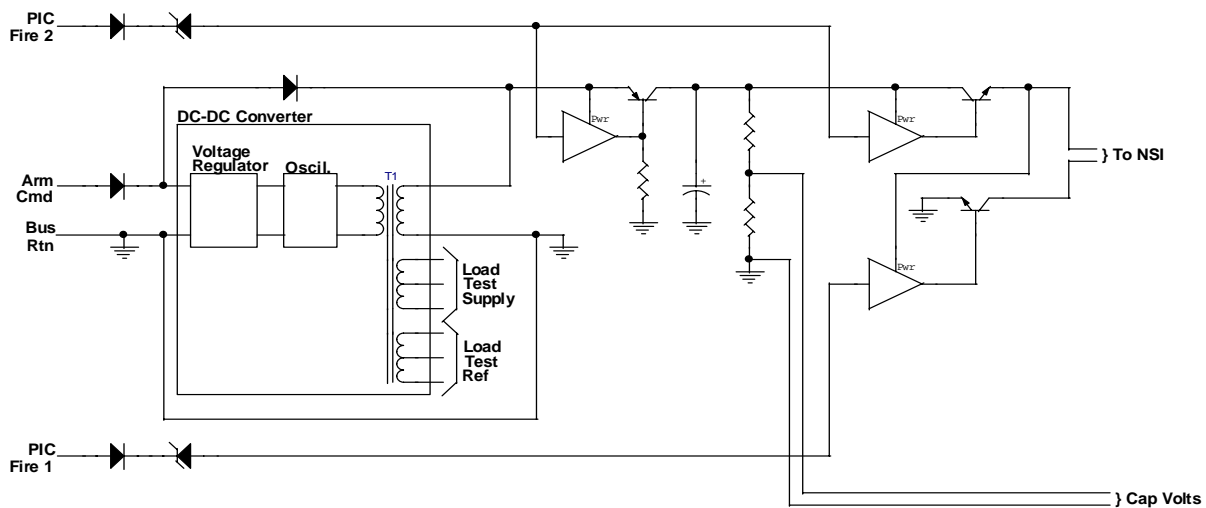 PIC
Fire 2
DC-DC Converter
Voltage
Regulator
Oscil.
T1
Arm
Cmd
Bus
Rtn
Load
Test
Supply
Load
Test
Ref
Pwr
Pwr
Pwr
+
} To NSI
PIC
Fire 1
} Cap Volts